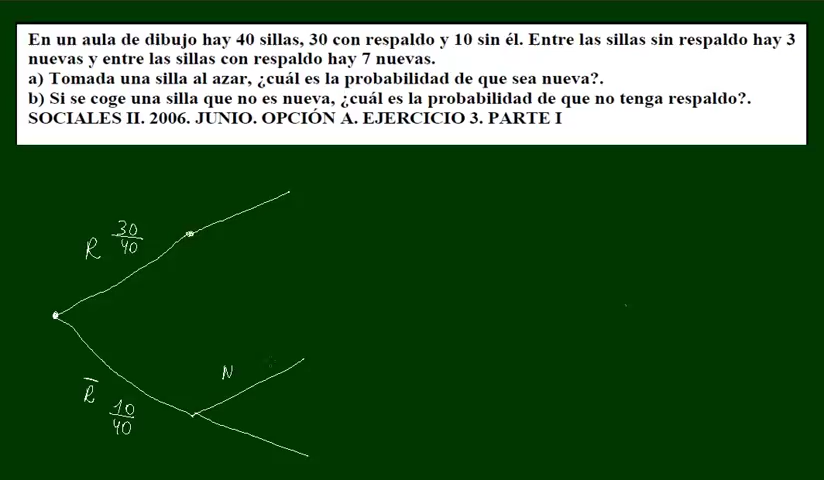 En un aula de dibujo hay 40 sillas, 30 con respaldo y 10 sin él. Entre las sillas sin respaldo hay 3
nuevas y entre las sillas con respaldo hay 7 nuevas.
a) Tomada una silla al azar, ¿cuál es la probabilidad de que sea nueva?.
b) Si se coge una silla que no es nueva, ¿cuál es la probabilidad de que no tenga respaldo?.
SOCIALES II. 2006. JUNIO. OPCIÓN A. EJERCICIO 3. PARTE I
R 30/40
N
R̅ 10/40